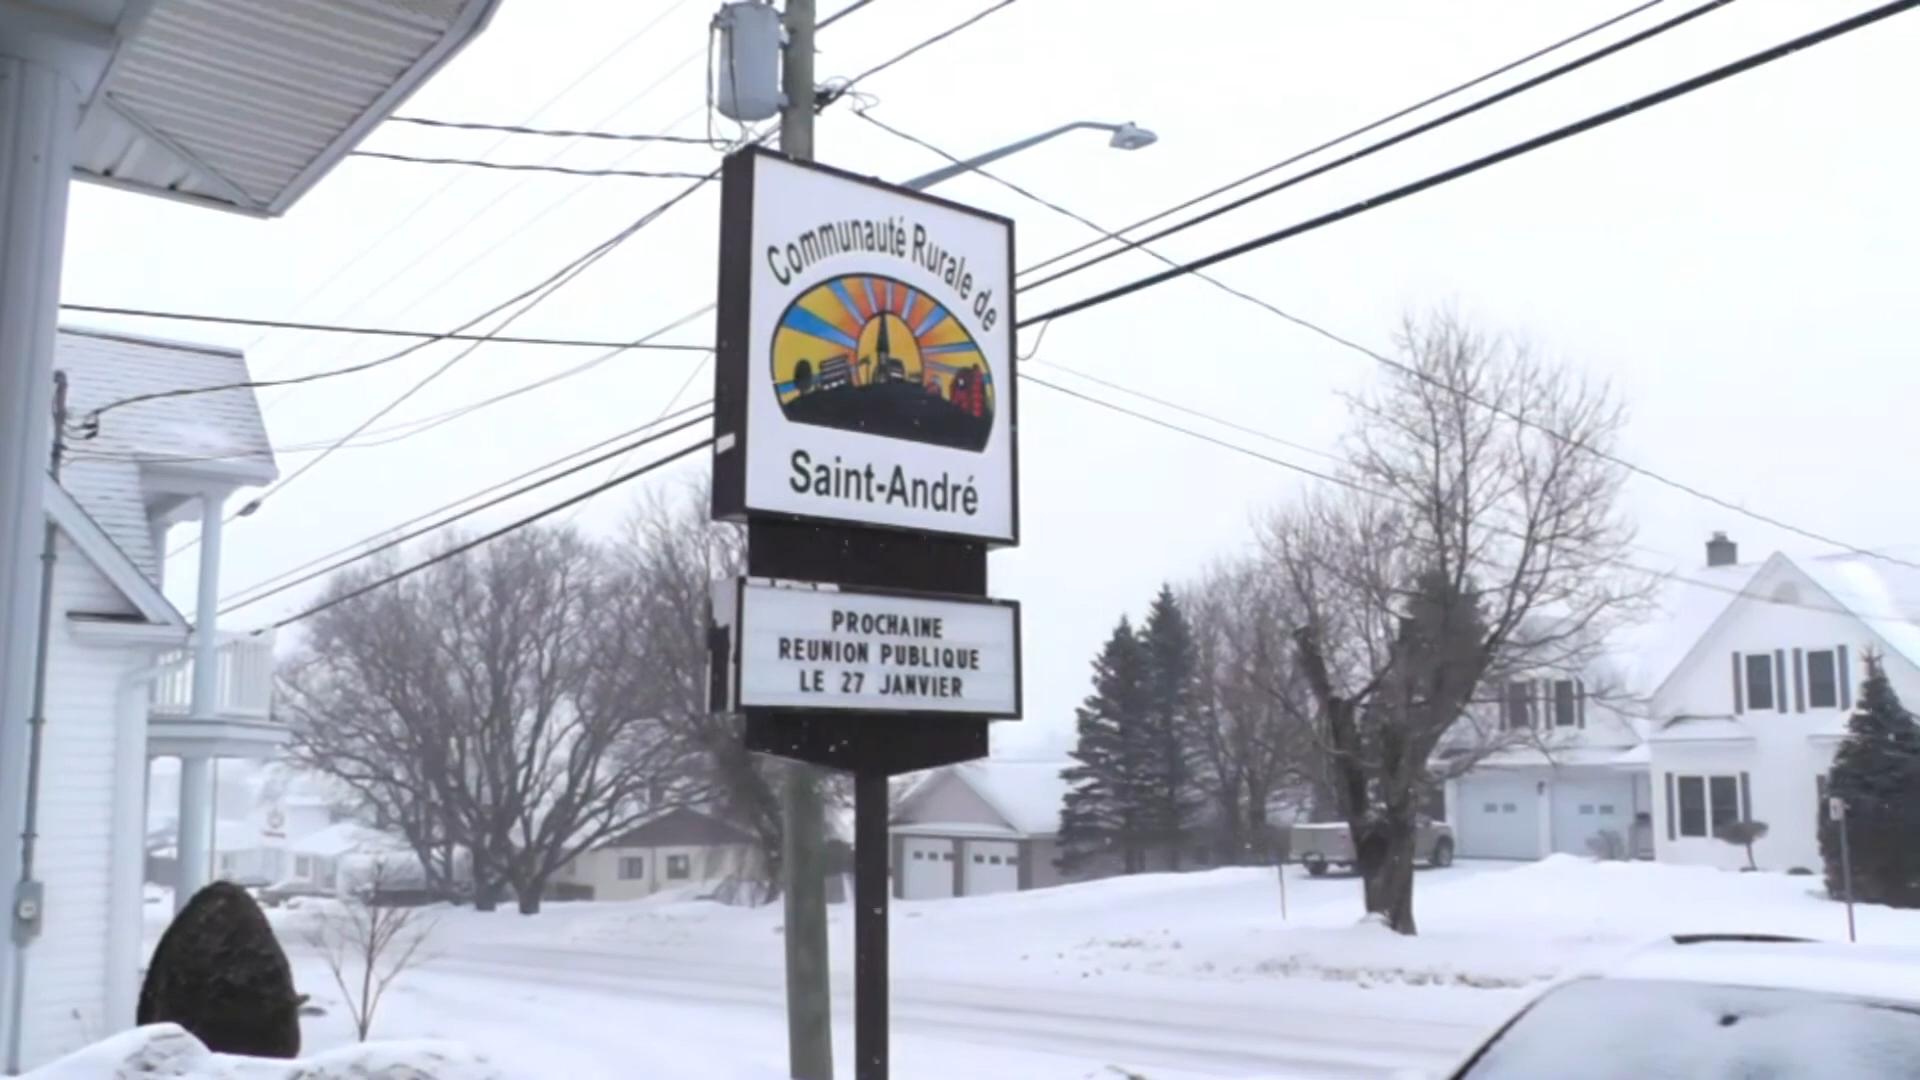 Communauté Rurale de
Saint-André
PROCHAINE
REUNION PUBLIQUE
LE 27 JANVIER